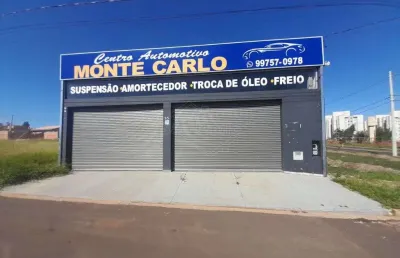 Centro Automotivo
MONTE CARLO
99757-0978
SUSPENSÃO•AMORTECEDOR•TROCA DE ÓLEO•FREIO